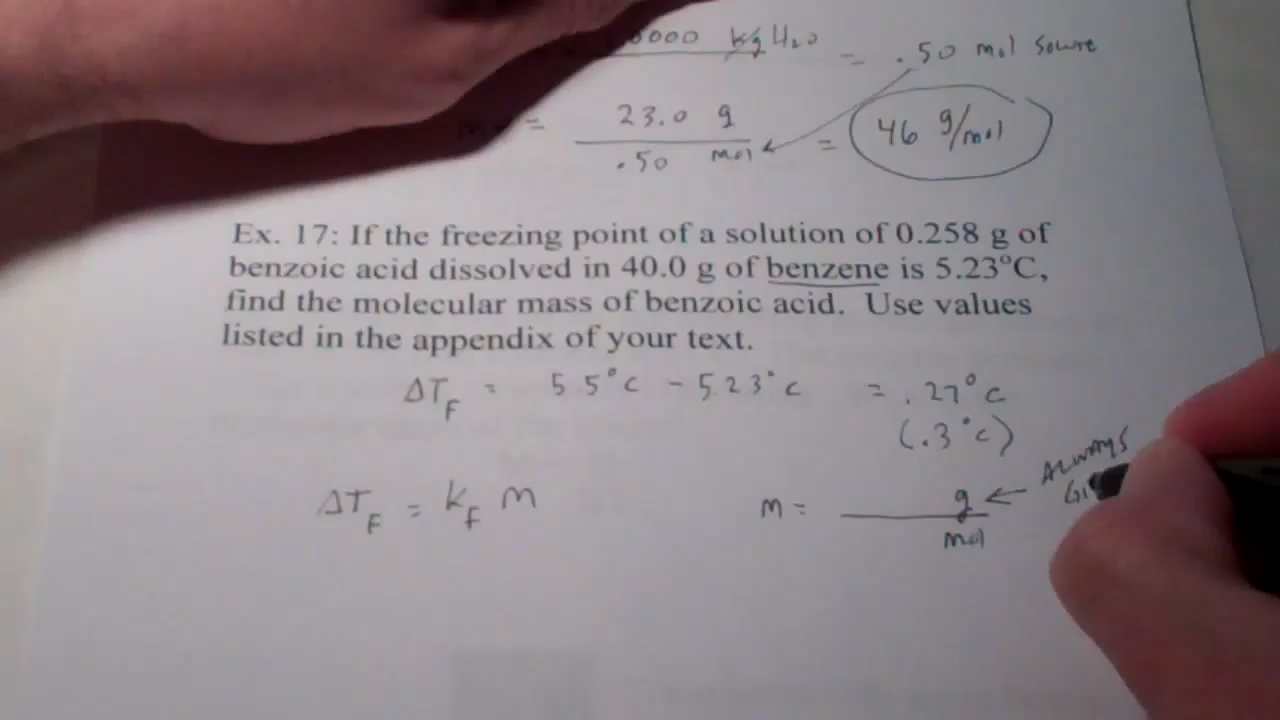 0000 kg H₂O = .50 mol solute
= 23.0 g / .50 mol = 46 g/mol
Ex. 17: If the freezing point of a solution of 0.258 g of
benzoic acid dissolved in 40.0 g of benzene is 5.23°C,
find the molecular mass of benzoic acid. Use values
listed in the appendix of your text.
ΔT_F = 5.5°C - 5.23°C = .27°C
(.3°C)
ΔT_F = k_F m
m = g / mol ← ALWAYS